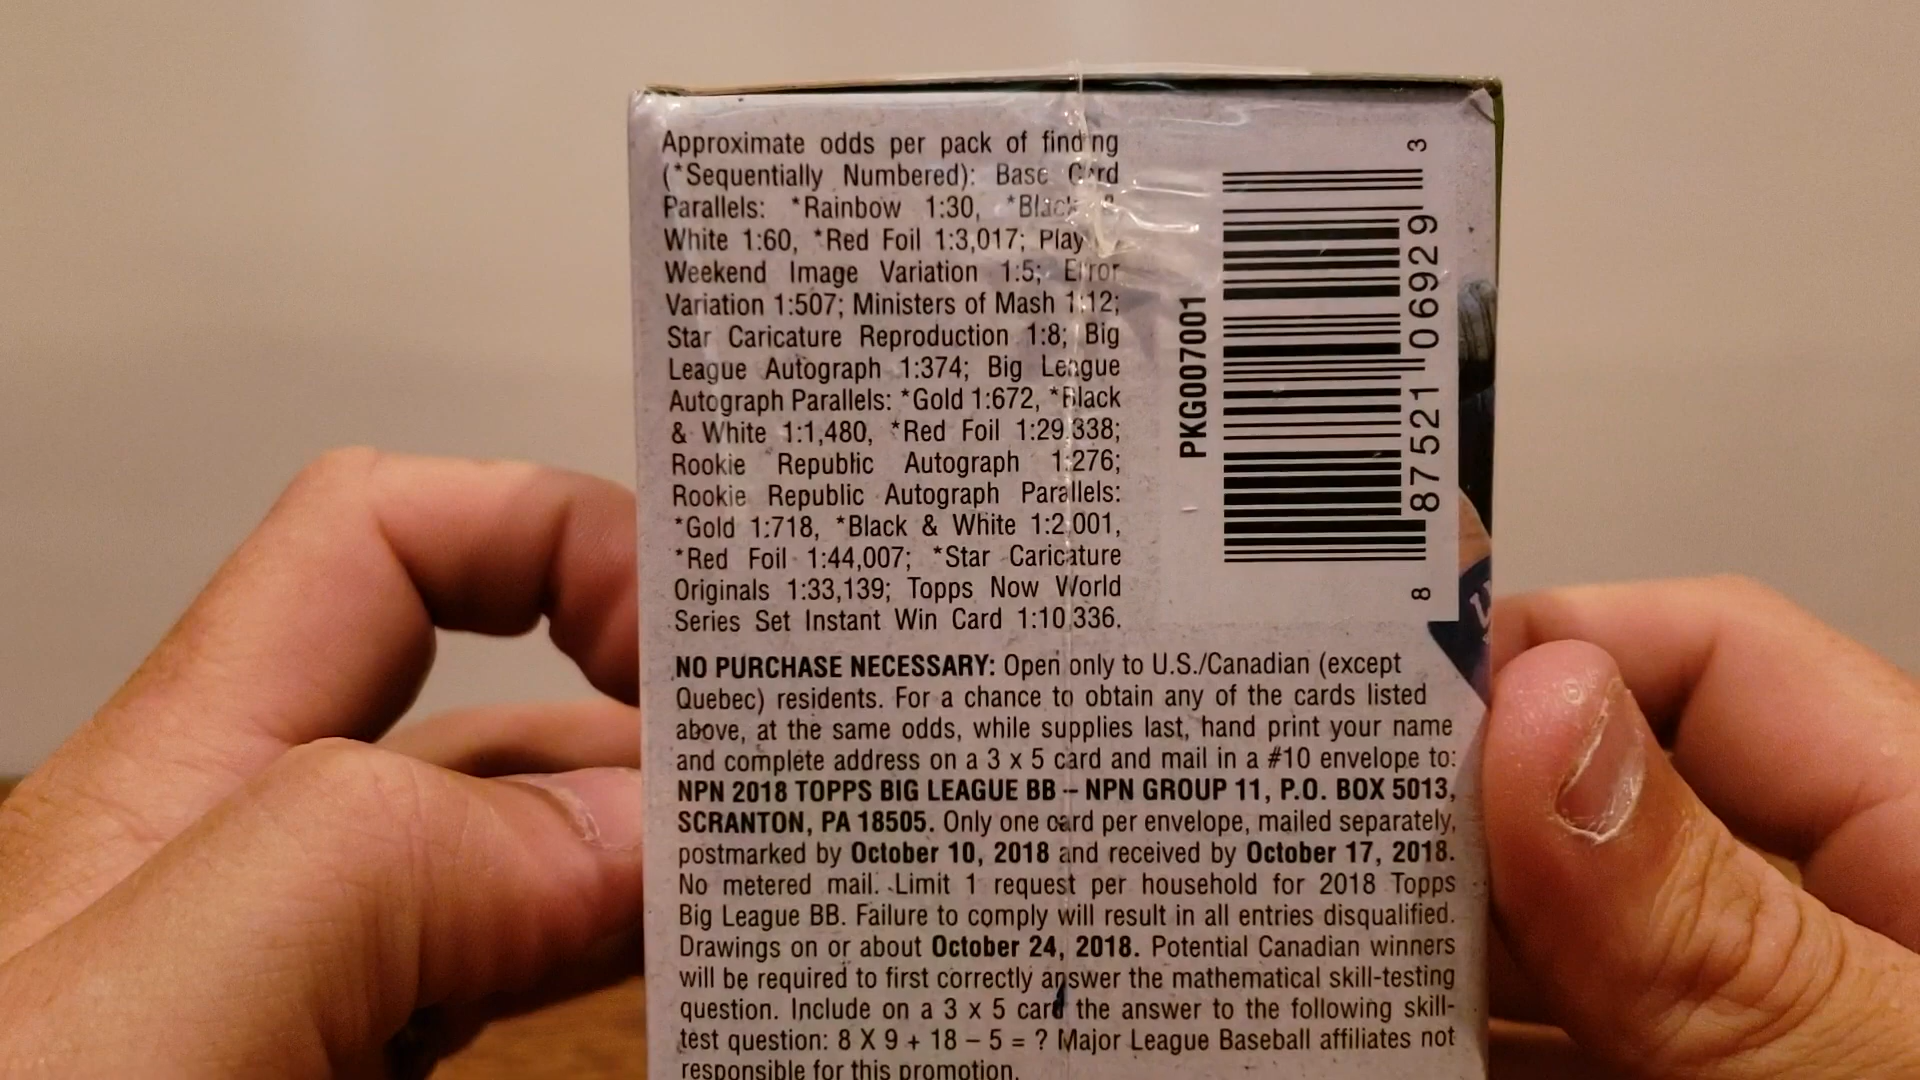 Approximate odds per pack of finding
(*Sequentially Numbered): Base Card
Parallels: *Rainbow 1:30, *Black &
White 1:60, *Red Foil 1:3,017; Play
Weekend Image Variation 1:5; Error
Variation 1:507; Ministers of Mash 1:12;
Star Caricature Reproduction 1:8; Big
League Autograph 1:374; Big League
Autograph Parallels: *Gold 1:672, *Black
& White 1:1,480, *Red Foil 1:29,338;
Rookie Republic Autograph 1:276;
Rookie Republic Autograph Parallels:
*Gold 1:718, *Black & White 1:2,001,
*Red Foil 1:44,007; *Star Caricature
Originals 1:33,139; Topps Now World
Series Set Instant Win Card 1:10,336.
PKG007001
8 87521 06929 3
NO PURCHASE NECESSARY: Open only to U.S./Canadian (except
Quebec) residents. For a chance to obtain any of the cards listed
above, at the same odds, while supplies last, hand print your name
and complete address on a 3 x 5 card and mail in a #10 envelope to:
NPN 2018 TOPPS BIG LEAGUE BB – NPN GROUP 11, P.O. BOX 5013,
SCRANTON, PA 18505. Only one card per envelope, mailed separately,
postmarked by October 10, 2018 and received by October 17, 2018.
No metered mail. Limit 1 request per household for 2018 Topps
Big League BB. Failure to comply will result in all entries disqualified.
Drawings on or about October 24, 2018. Potential Canadian winners
will be required to first correctly answer the mathematical skill-testing
question. Include on a 3 x 5 card the answer to the following skill-
test question: 8 X 9 + 18 – 5 = ? Major League Baseball affiliates not
responsible for this promotion.